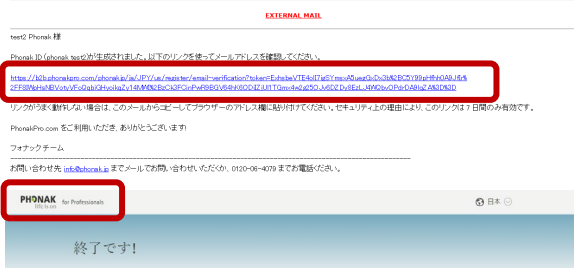 EXTERNAL MAIL
test2 Phonak 様
Phonak ID (phonak test2)が生成されました。以下のリンクを使ってメールアドレスを確認してください。
リンクがうまく動作しない場合は、このメールからコピーしてブラウザーのアドレス欄に貼り付けてください。セキュリティ上の理由により、このリンクは 7 日間のみ有効です。
PhonakPro.com をご利用いただき、ありがとうございます!
フォナックチーム
お問い合わせ先 info@phonak.jp までメールでお問い合わせいただくか、0120-06-4079 までお電話ください。
PHONAK for Professionals 日本
life is on
終了です!